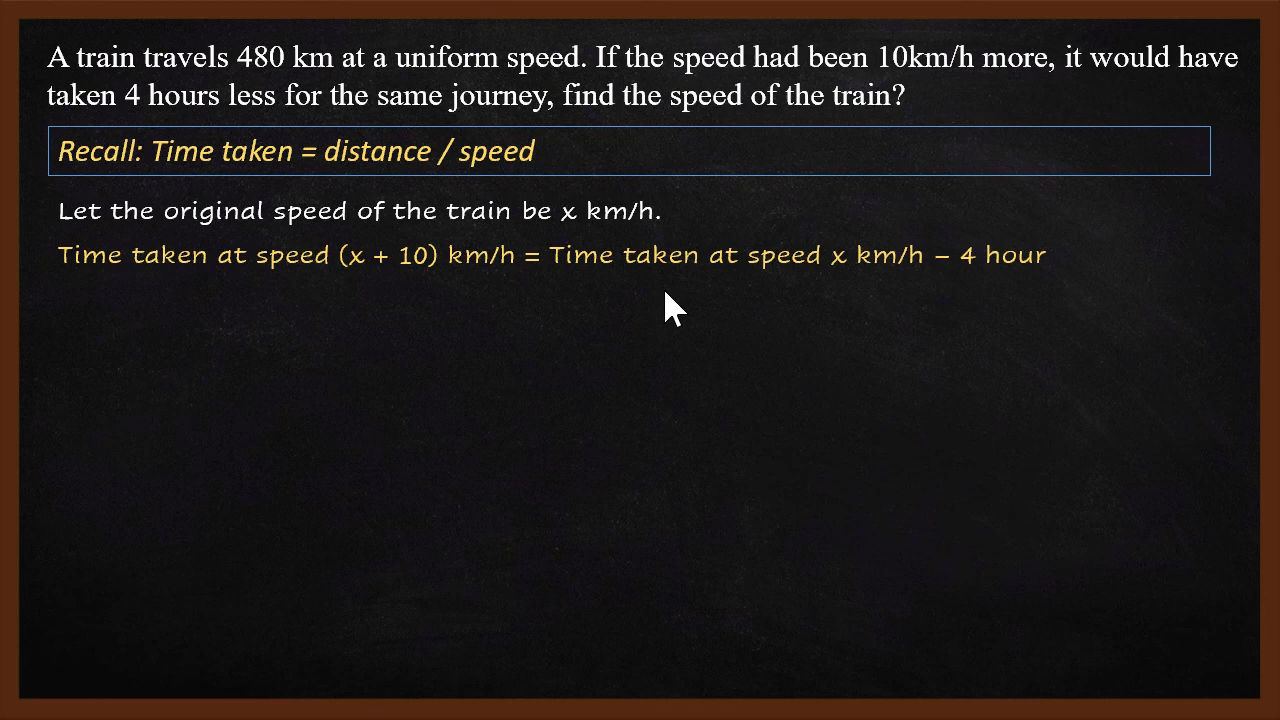 A train travels 480 km at a uniform speed. If the speed had been 10km/h more, it would have
taken 4 hours less for the same journey, find the speed of the train?
Recall: Time taken = distance / speed
Let the original speed of the train be x km/h.
Time taken at speed (x + 10) km/h = Time taken at speed x km/h – 4 hour